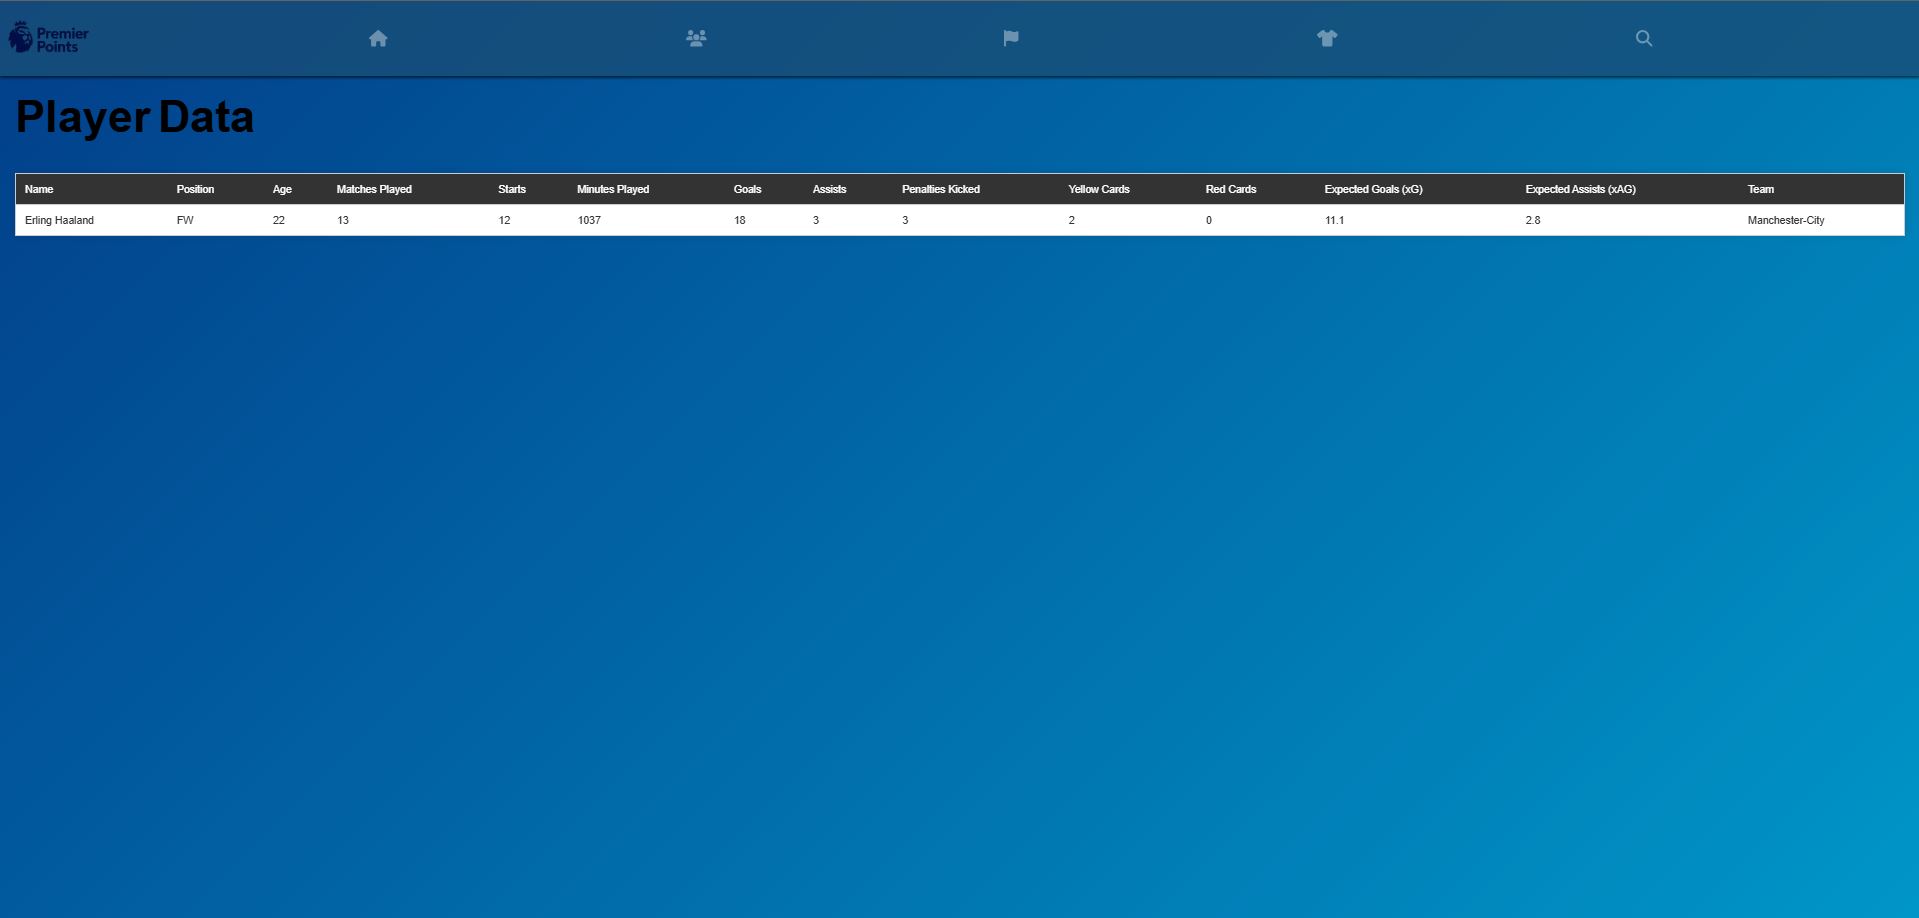 Premier
Points
Player Data
Name Position Age Matches Played Starts Minutes Played Goals Assists Penalties Kicked Yellow Cards Red Cards Expected Goals (xG) Expected Assists (xAG) Team
Erling Haaland FW 22 13 12 1037 18 3 3 2 0 11.1 2.8 Manchester-City